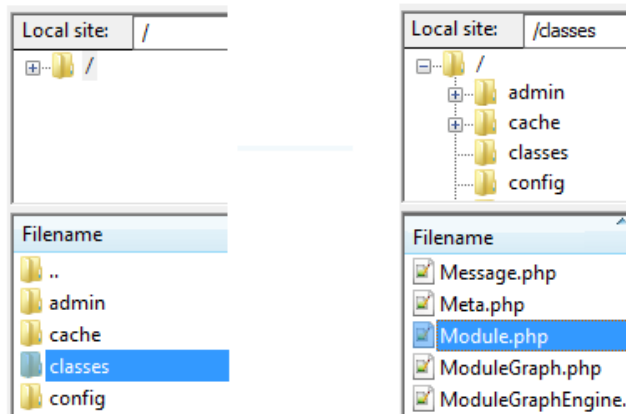 Local site: /
/
Filename
..
admin
cache
classes
config
Local site: /classes
/
admin
cache
classes
config
Filename
Message.php
Meta.php
Module.php
ModuleGraph.php
ModuleGraphEngine.